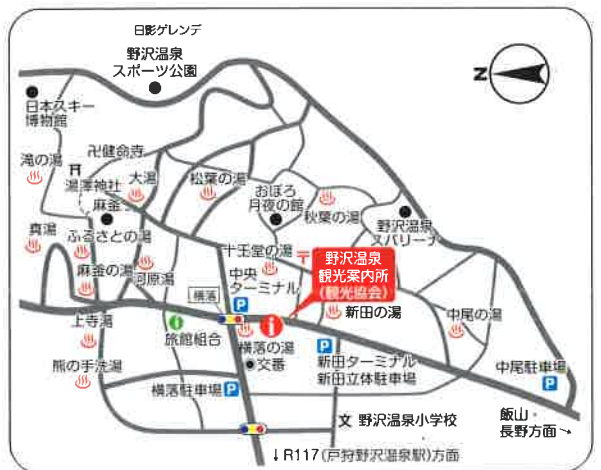 日影ゲレンデ
野沢温泉
スポーツ公園
N
日本スキー
博物館
卍健命寺
滝の湯
湯澤神社
大湯
松葉の湯
おぼろ
月夜の館
秋葉の湯
麻釜
真湯
ふるさとの湯
野沢温泉
スパリーナ
十王堂の湯
〒
野沢温泉
観光案内所
(観光協会)
麻釜の湯
河原湯
中央
ターミナル
横落
P
新田の湯
中尾の湯
上寺湯
旅館組合
横落の湯
交番
熊の手洗湯
P
新田ターミナル
新田立体駐車場
中尾駐車場
P
横落駐車場 P
文 野沢温泉小学校
飯山・
長野方面→
↓R117(戸狩野沢温泉駅)方面